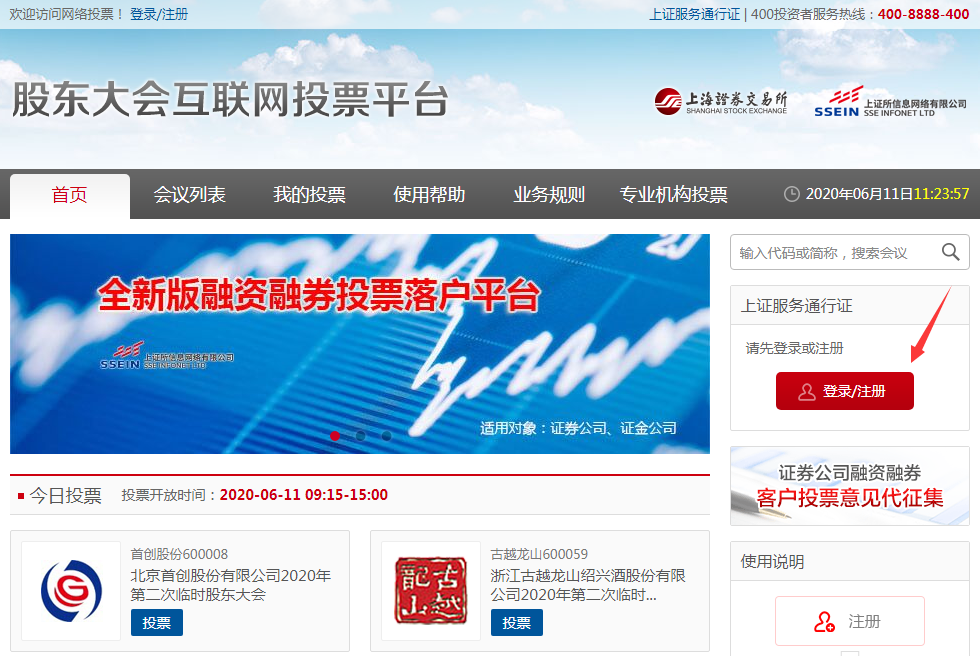 欢迎访问网络投票！ 登录/注册
上证服务通行证 | 400投资者服务热线：400-8888-400
股东大会互联网投票平台
上海證券交易所
SHANGHAI STOCK EXCHANGE
SSEIN 上证所信息网络有限公司
SSE INFONET LTD
首页 会议列表 我的投票 使用帮助 业务规则 专业机构投票 2020年06月11日11:23:57
全新版融资融券投票落户平台
SSEIN 上证所信息网络有限公司
SSE INFONET LTD
适用对象：证券公司、证金公司
输入代码或简称，搜索会议
上证服务通行证
请先登录或注册
登录/注册
证券公司融资融券
客户投票意见代征集
今日投票 投票开放时间：2020-06-11 09:15-15:00
首创股份600008
北京首创股份有限公司2020年
第二次临时股东大会
投票
古越龙山
古越龙山600059
浙江古越龙山绍兴酒股份有限
公司2020年第二次临时...
投票
使用说明
注册